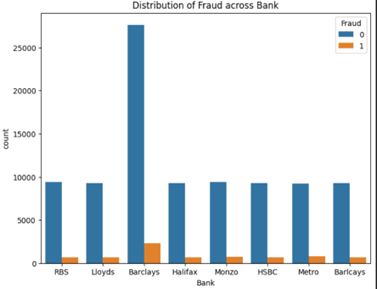 Distribution of Fraud across Bank
Fraud
0
1
25000
20000
15000
10000
5000
0
count
RBS Lloyds Barclays Halifax Monzo HSBC Metro Barlcays
Bank